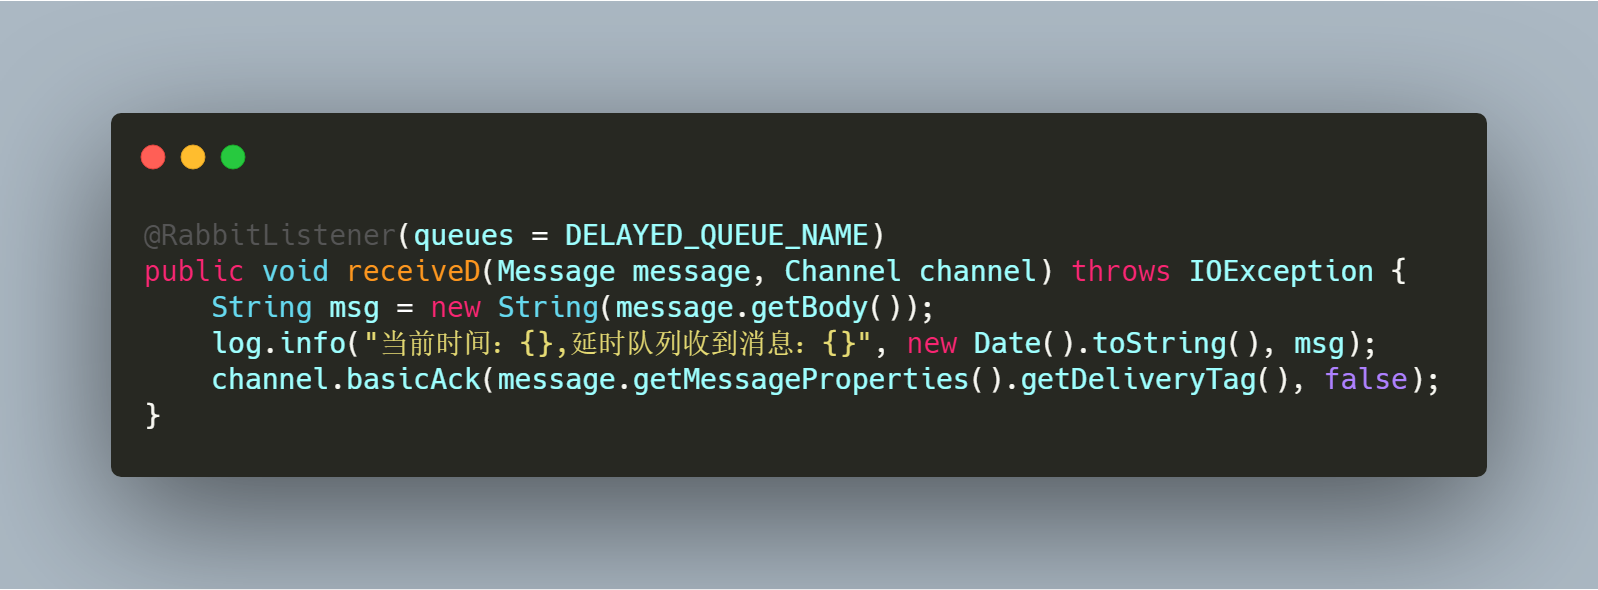 @RabbitListener(queues = DELAYED_QUEUE_NAME)
public void receiveD(Message message, Channel channel) throws IOException {
    String msg = new String(message.getBody());
    log.info("当前时间：{},延时队列收到消息：{}", new Date().toString(), msg);
    channel.basicAck(message.getMessageProperties().getDeliveryTag(), false);
}